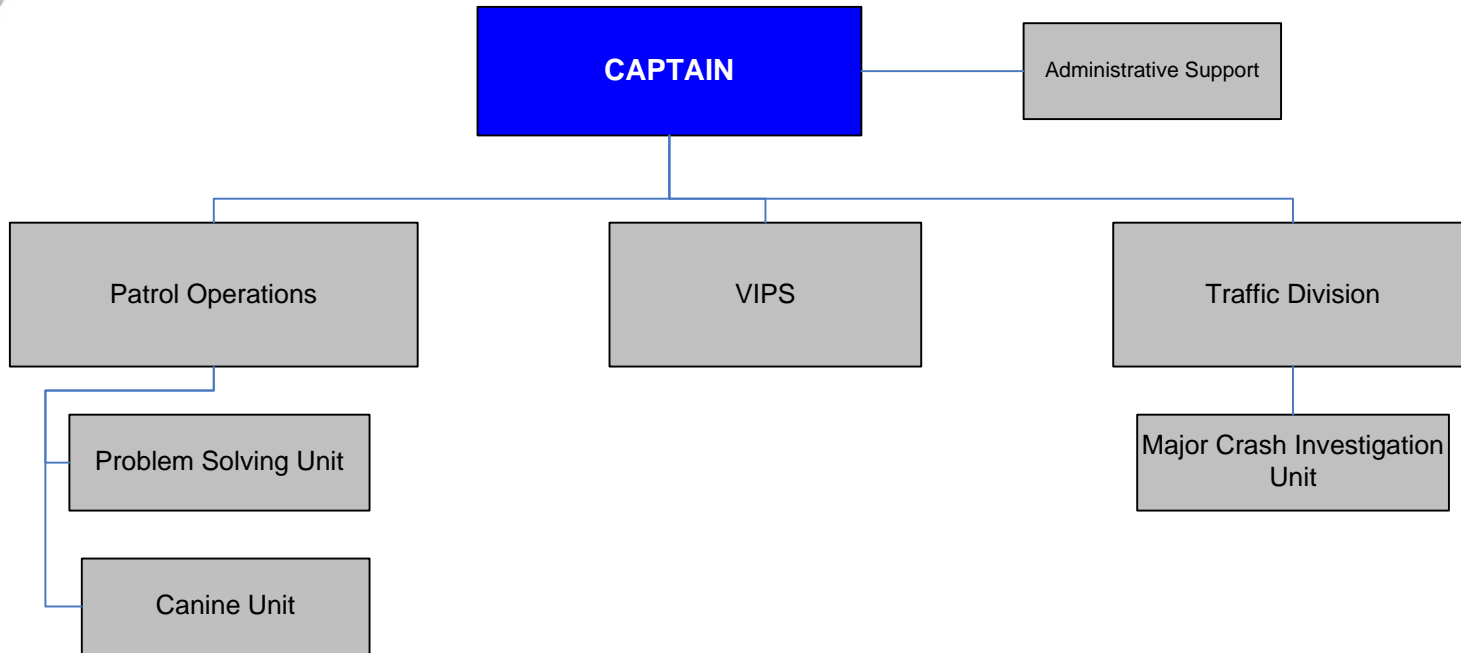 CAPTAIN
Administrative Support
Patrol Operations
VIPS
Traffic Division
Problem Solving Unit
Major Crash Investigation
Unit
Canine Unit